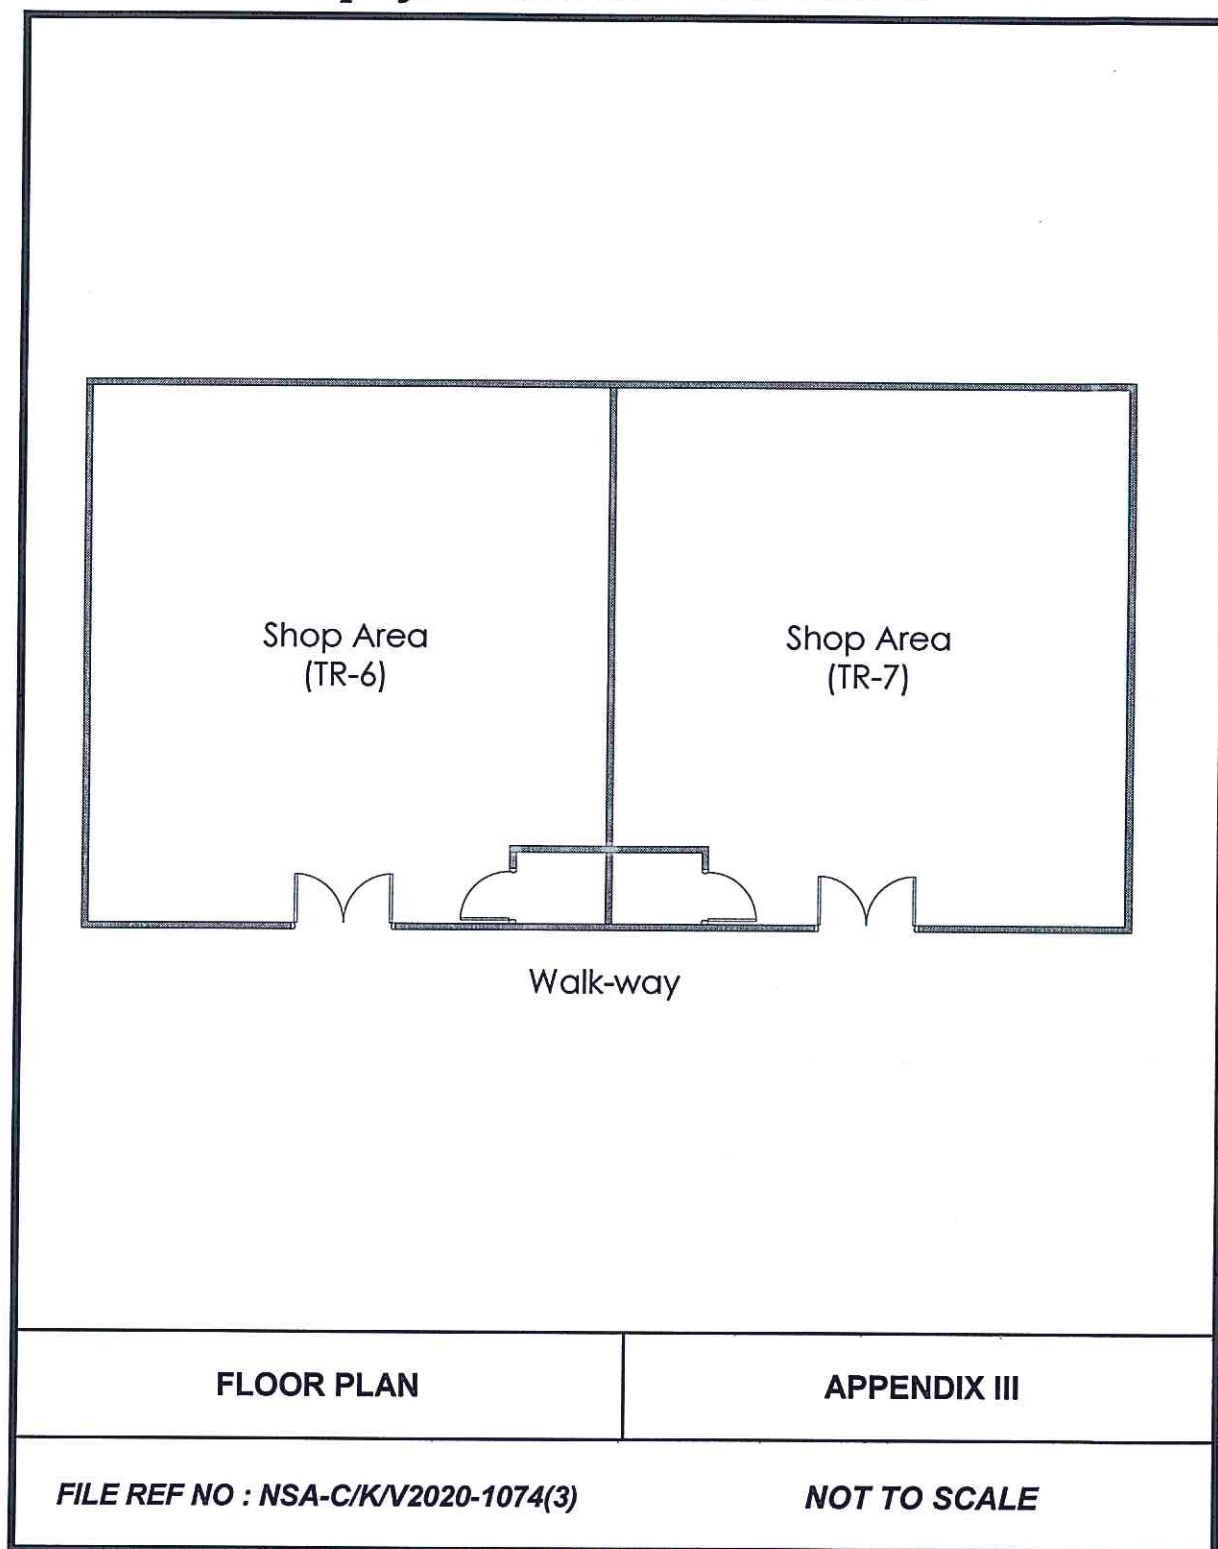 Shop Area
(TR-6)
Shop Area
(TR-7)
Walk-way
FLOOR PLAN
APPENDIX III
FILE REF NO : NSA-C/K/V2020-1074(3)
NOT TO SCALE